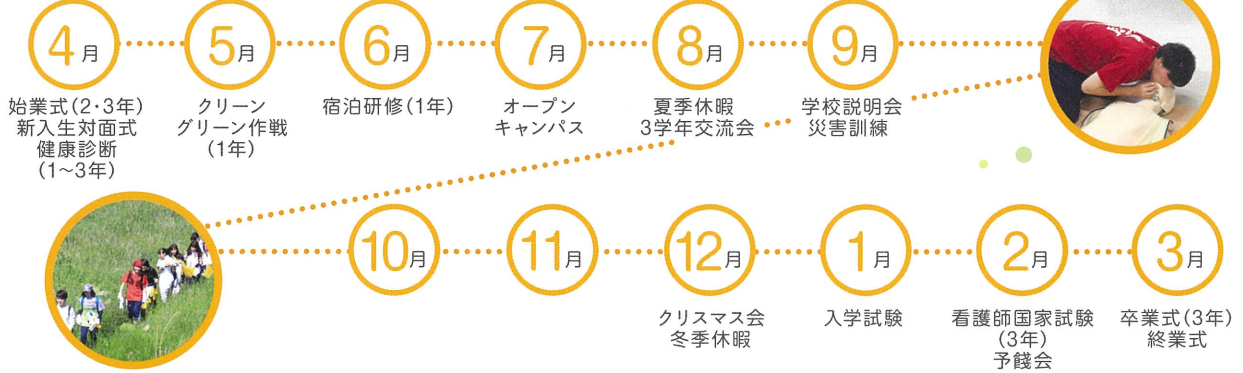 4月
5月
6月
7月
8月
9月
始業式(2・3年)
新入生対面式
健康診断
(1~3年)
クリーン
グリーン作戦
(1年)
宿泊研修(1年)
オープン
キャンパス
夏季休暇
3学年交流会
学校説明会
災害訓練
10月
11月
12月
1月
2月
3月
クリスマス会
冬季休暇
入学試験
看護師国家試験
(3年)
予餞会
卒業式(3年)
終業式